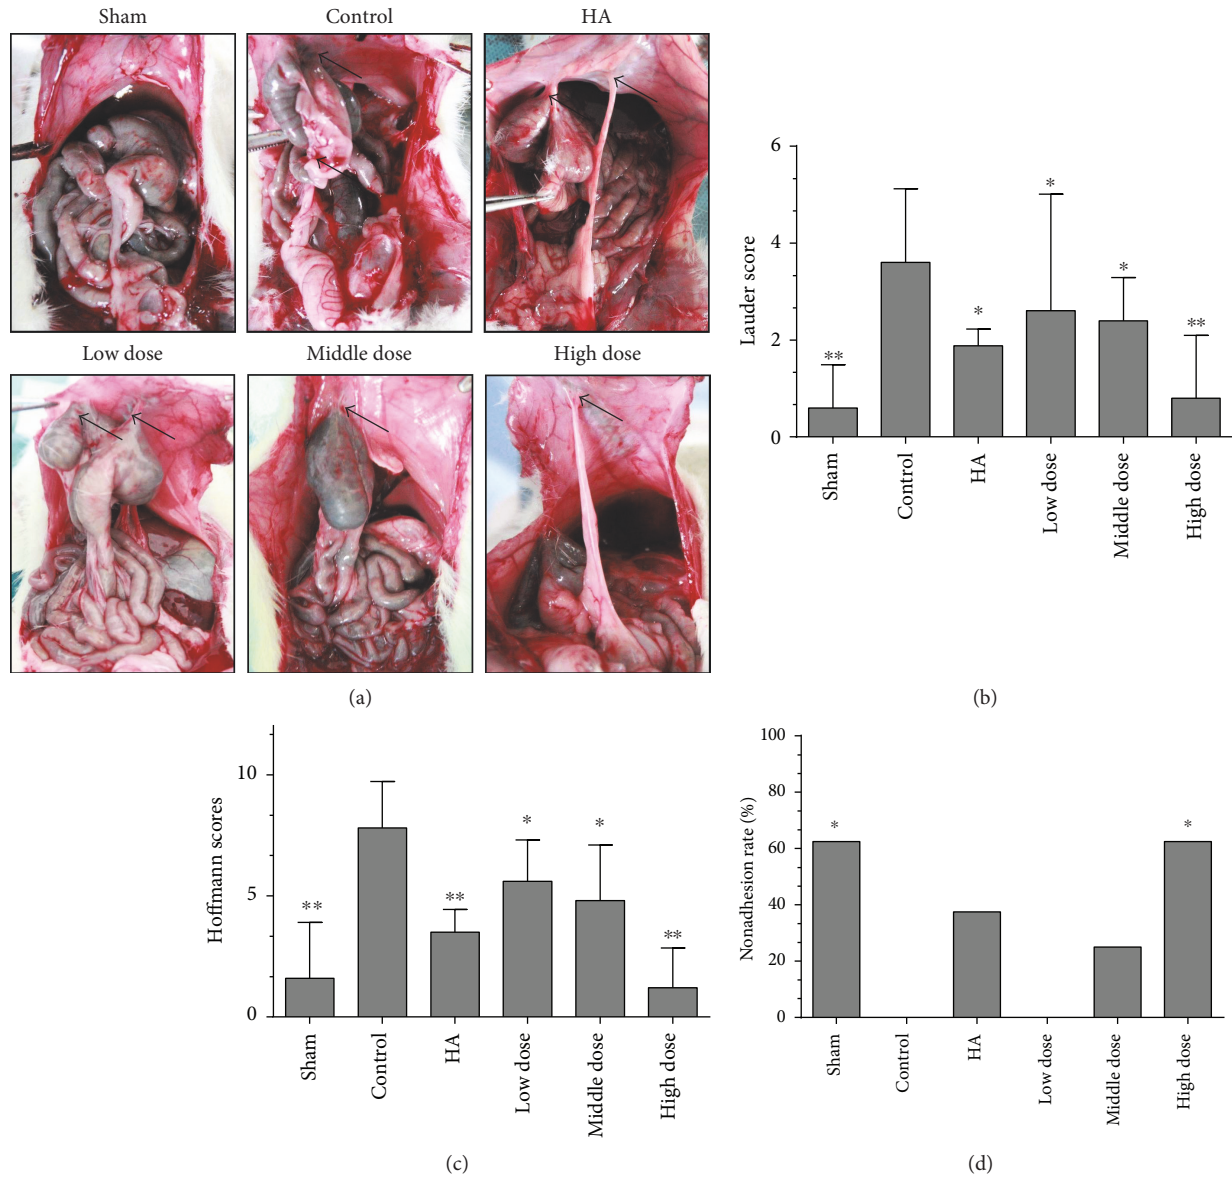 Sham Control HA
Low dose Middle dose High dose
(a)
6
4
2
0
Lauder score
** * * * **
Sham Control HA Low dose Middle dose High dose
(b)
10
5
0
Hoffmann scores
** ** * * **
Sham Control HA Low dose Middle dose High dose
(c)
100
80
60
40
20
0
Nonadhesion rate (%)
* *
Sham Control HA Low dose Middle dose High dose
(d)